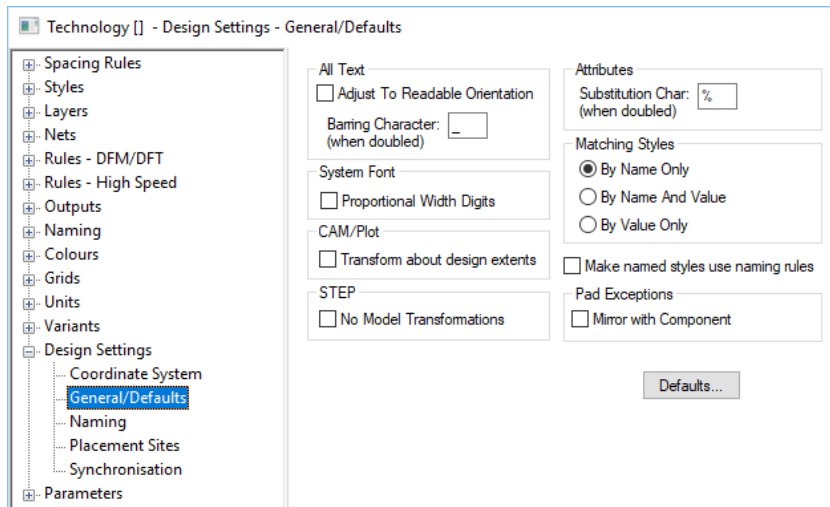 Technology [] - Design Settings - General/Defaults
Spacing Rules
Styles
Layers
Nets
Rules - DFM/DFT
Rules - High Speed
Outputs
Naming
Colours
Grids
Units
Variants
Design Settings
Coordinate System
General/Defaults
Naming
Placement Sites
Synchronisation
Parameters
All Text
Adjust To Readable Orientation
Barring Character: _
(when doubled)
System Font
Proportional Width Digits
CAM/Plot
Transform about design extents
STEP
No Model Transformations
Attributes
Substitution Char: %
(when doubled)
Matching Styles
By Name Only
By Name And Value
By Value Only
Make named styles use naming rules
Pad Exceptions
Mirror with Component
Defaults...